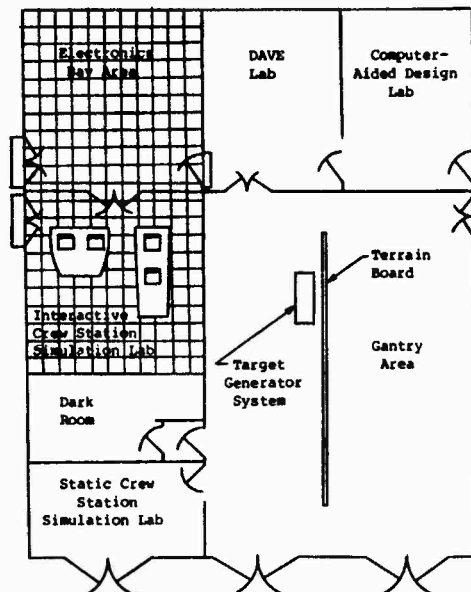 Electronics
Bay Area
DAVE
Lab
Computer-
Aided Design
Lab
Interactive
Crew Station
Simulation Lab
Terrain
Board
Gantry
Area
Target
Generator
System
Dark
Room
Static Crew
Station
Simulation Lab